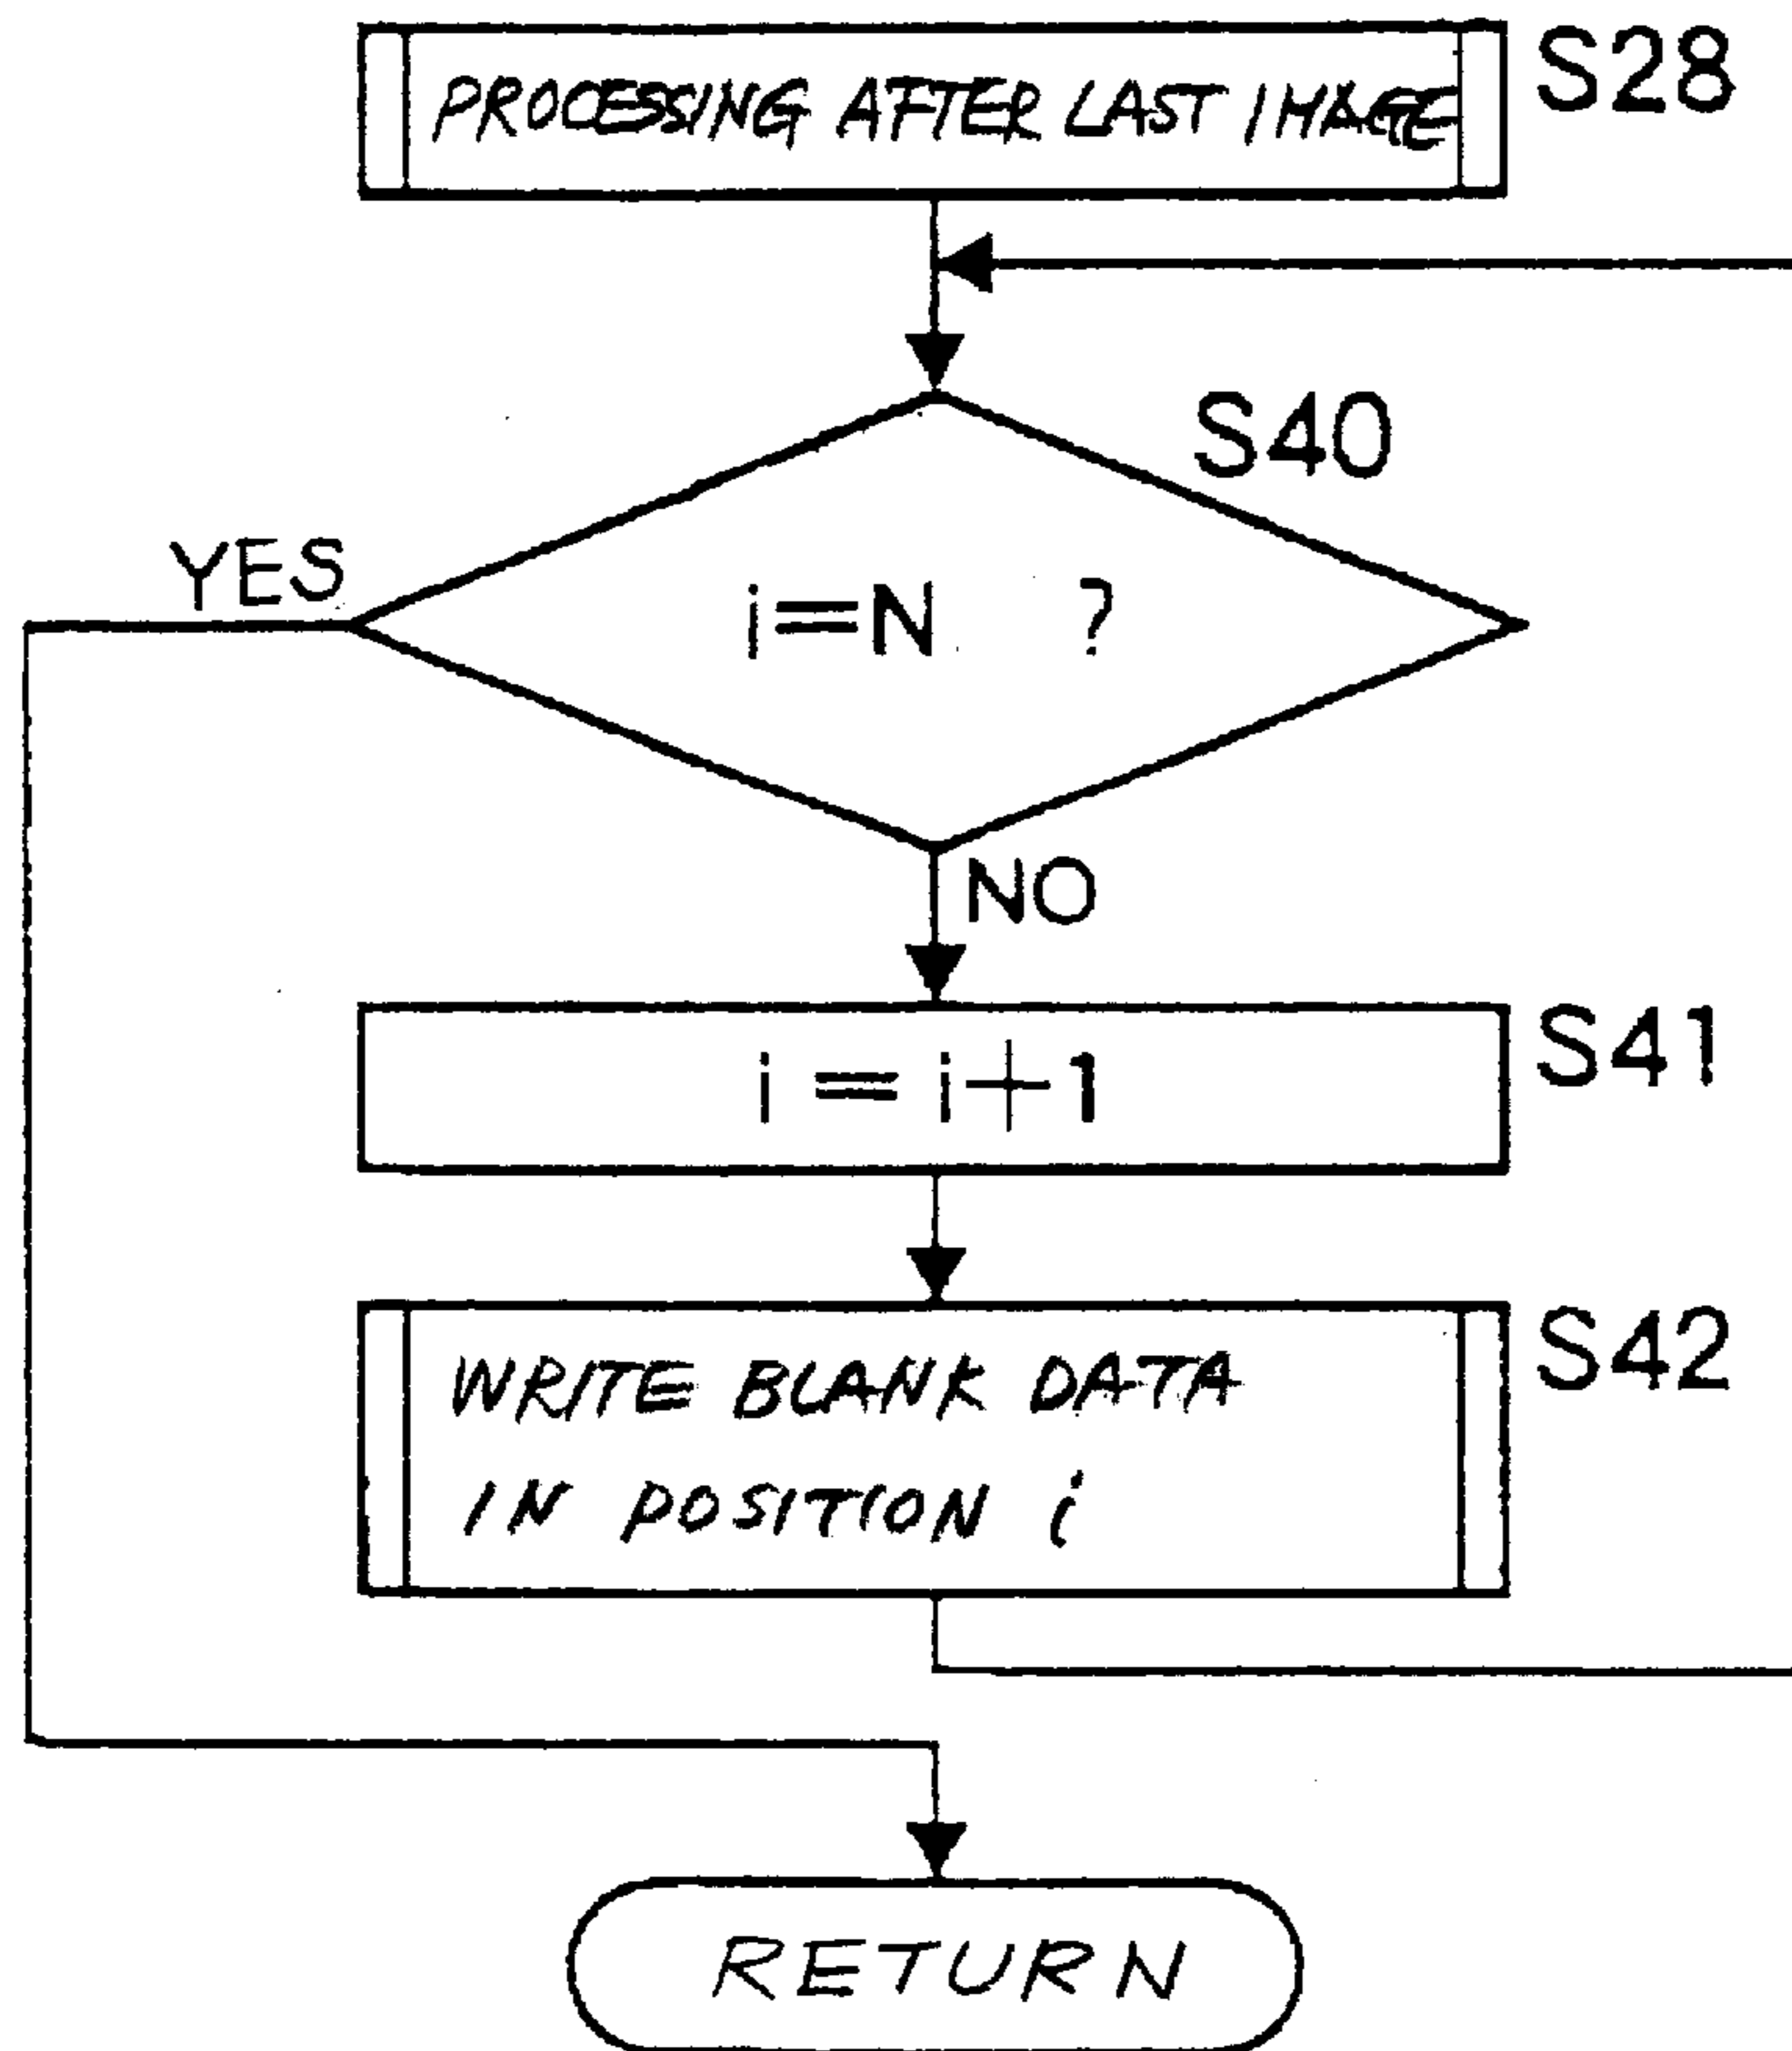 PROCESSING AFTER LAST IMAGE
S28
S40
YES
i=N ?
NO
i=i+1
S41
WRITE BLANK DATA
S42
IN POSITION i
RETURN